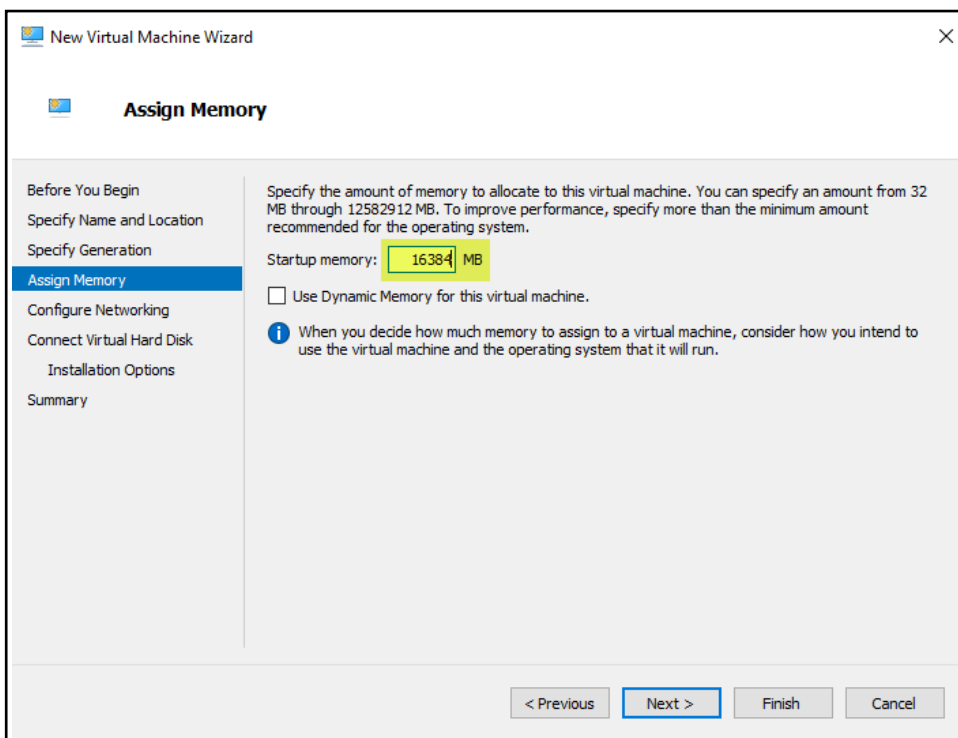 New Virtual Machine Wizard
Assign Memory
Before You Begin
Specify Name and Location
Specify Generation
Assign Memory
Configure Networking
Connect Virtual Hard Disk
Installation Options
Summary
Specify the amount of memory to allocate to this virtual machine. You can specify an amount from 32
MB through 12582912 MB. To improve performance, specify more than the minimum amount
recommended for the operating system.
Startup memory: 16384 MB
Use Dynamic Memory for this virtual machine.
When you decide how much memory to assign to a virtual machine, consider how you intend to
use the virtual machine and the operating system that it will run.
< Previous Next > Finish Cancel